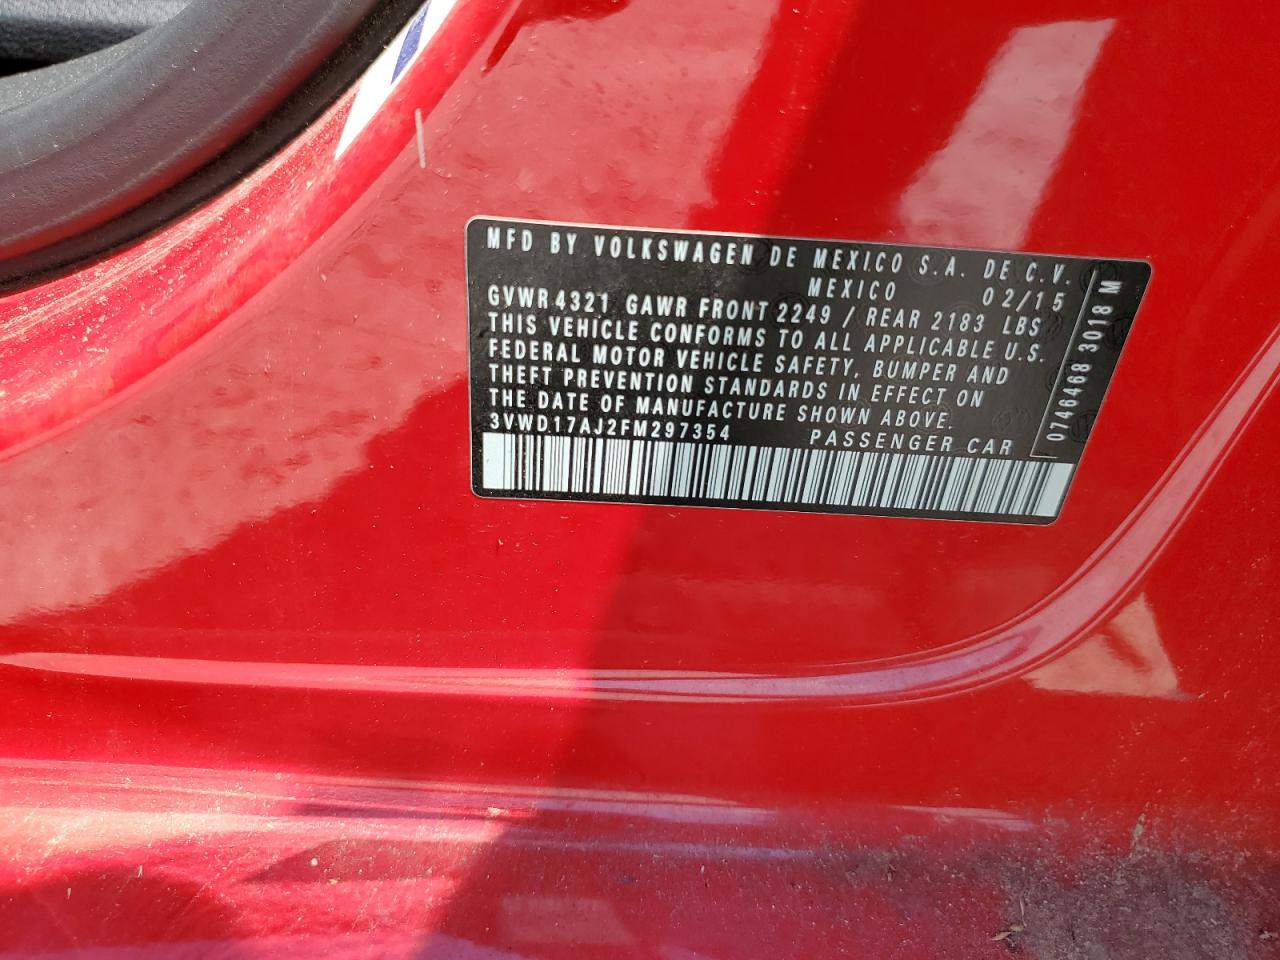 MFD BY VOLKSWAGEN DE MEXICO S.A. DE C.V.
MEXICO 02/15
GVWR 4321 GAWR FRONT 2249 / REAR 2183 LBS
THIS VEHICLE CONFORMS TO ALL APPLICABLE U.S.
FEDERAL MOTOR VEHICLE SAFETY, BUMPER AND
THEFT PREVENTION STANDARDS IN EFFECT ON
THE DATE OF MANUFACTURE SHOWN ABOVE.
3VWD17AJ2FM297354 PASSENGER CAR
0746468 3018 M